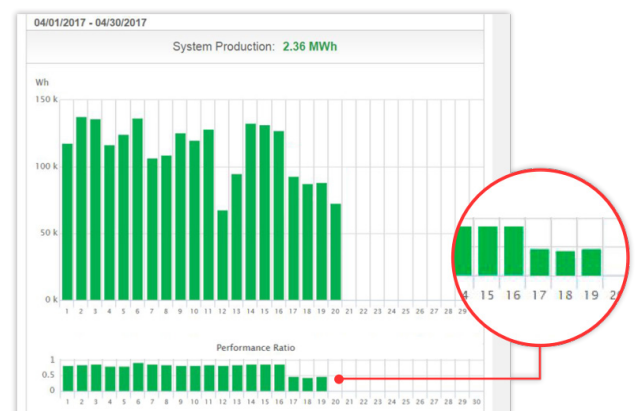 04/01/2017 - 04/30/2017
System Production: 2.36 MWh
Wh
150 k
100 k
50 k
0 k
1 2 3 4 5 6 7 8 9 10 11 12 13 14 15 16 17 18 19 20 21 22 23 24 25 26 27 28 29
4 15 16 17 18 19 20
Performance Ratio
1
0.5
0
1 2 3 4 5 6 7 8 9 10 11 12 13 14 15 16 17 18 19 20 21 22 23 24 25 26 27 28 29 30